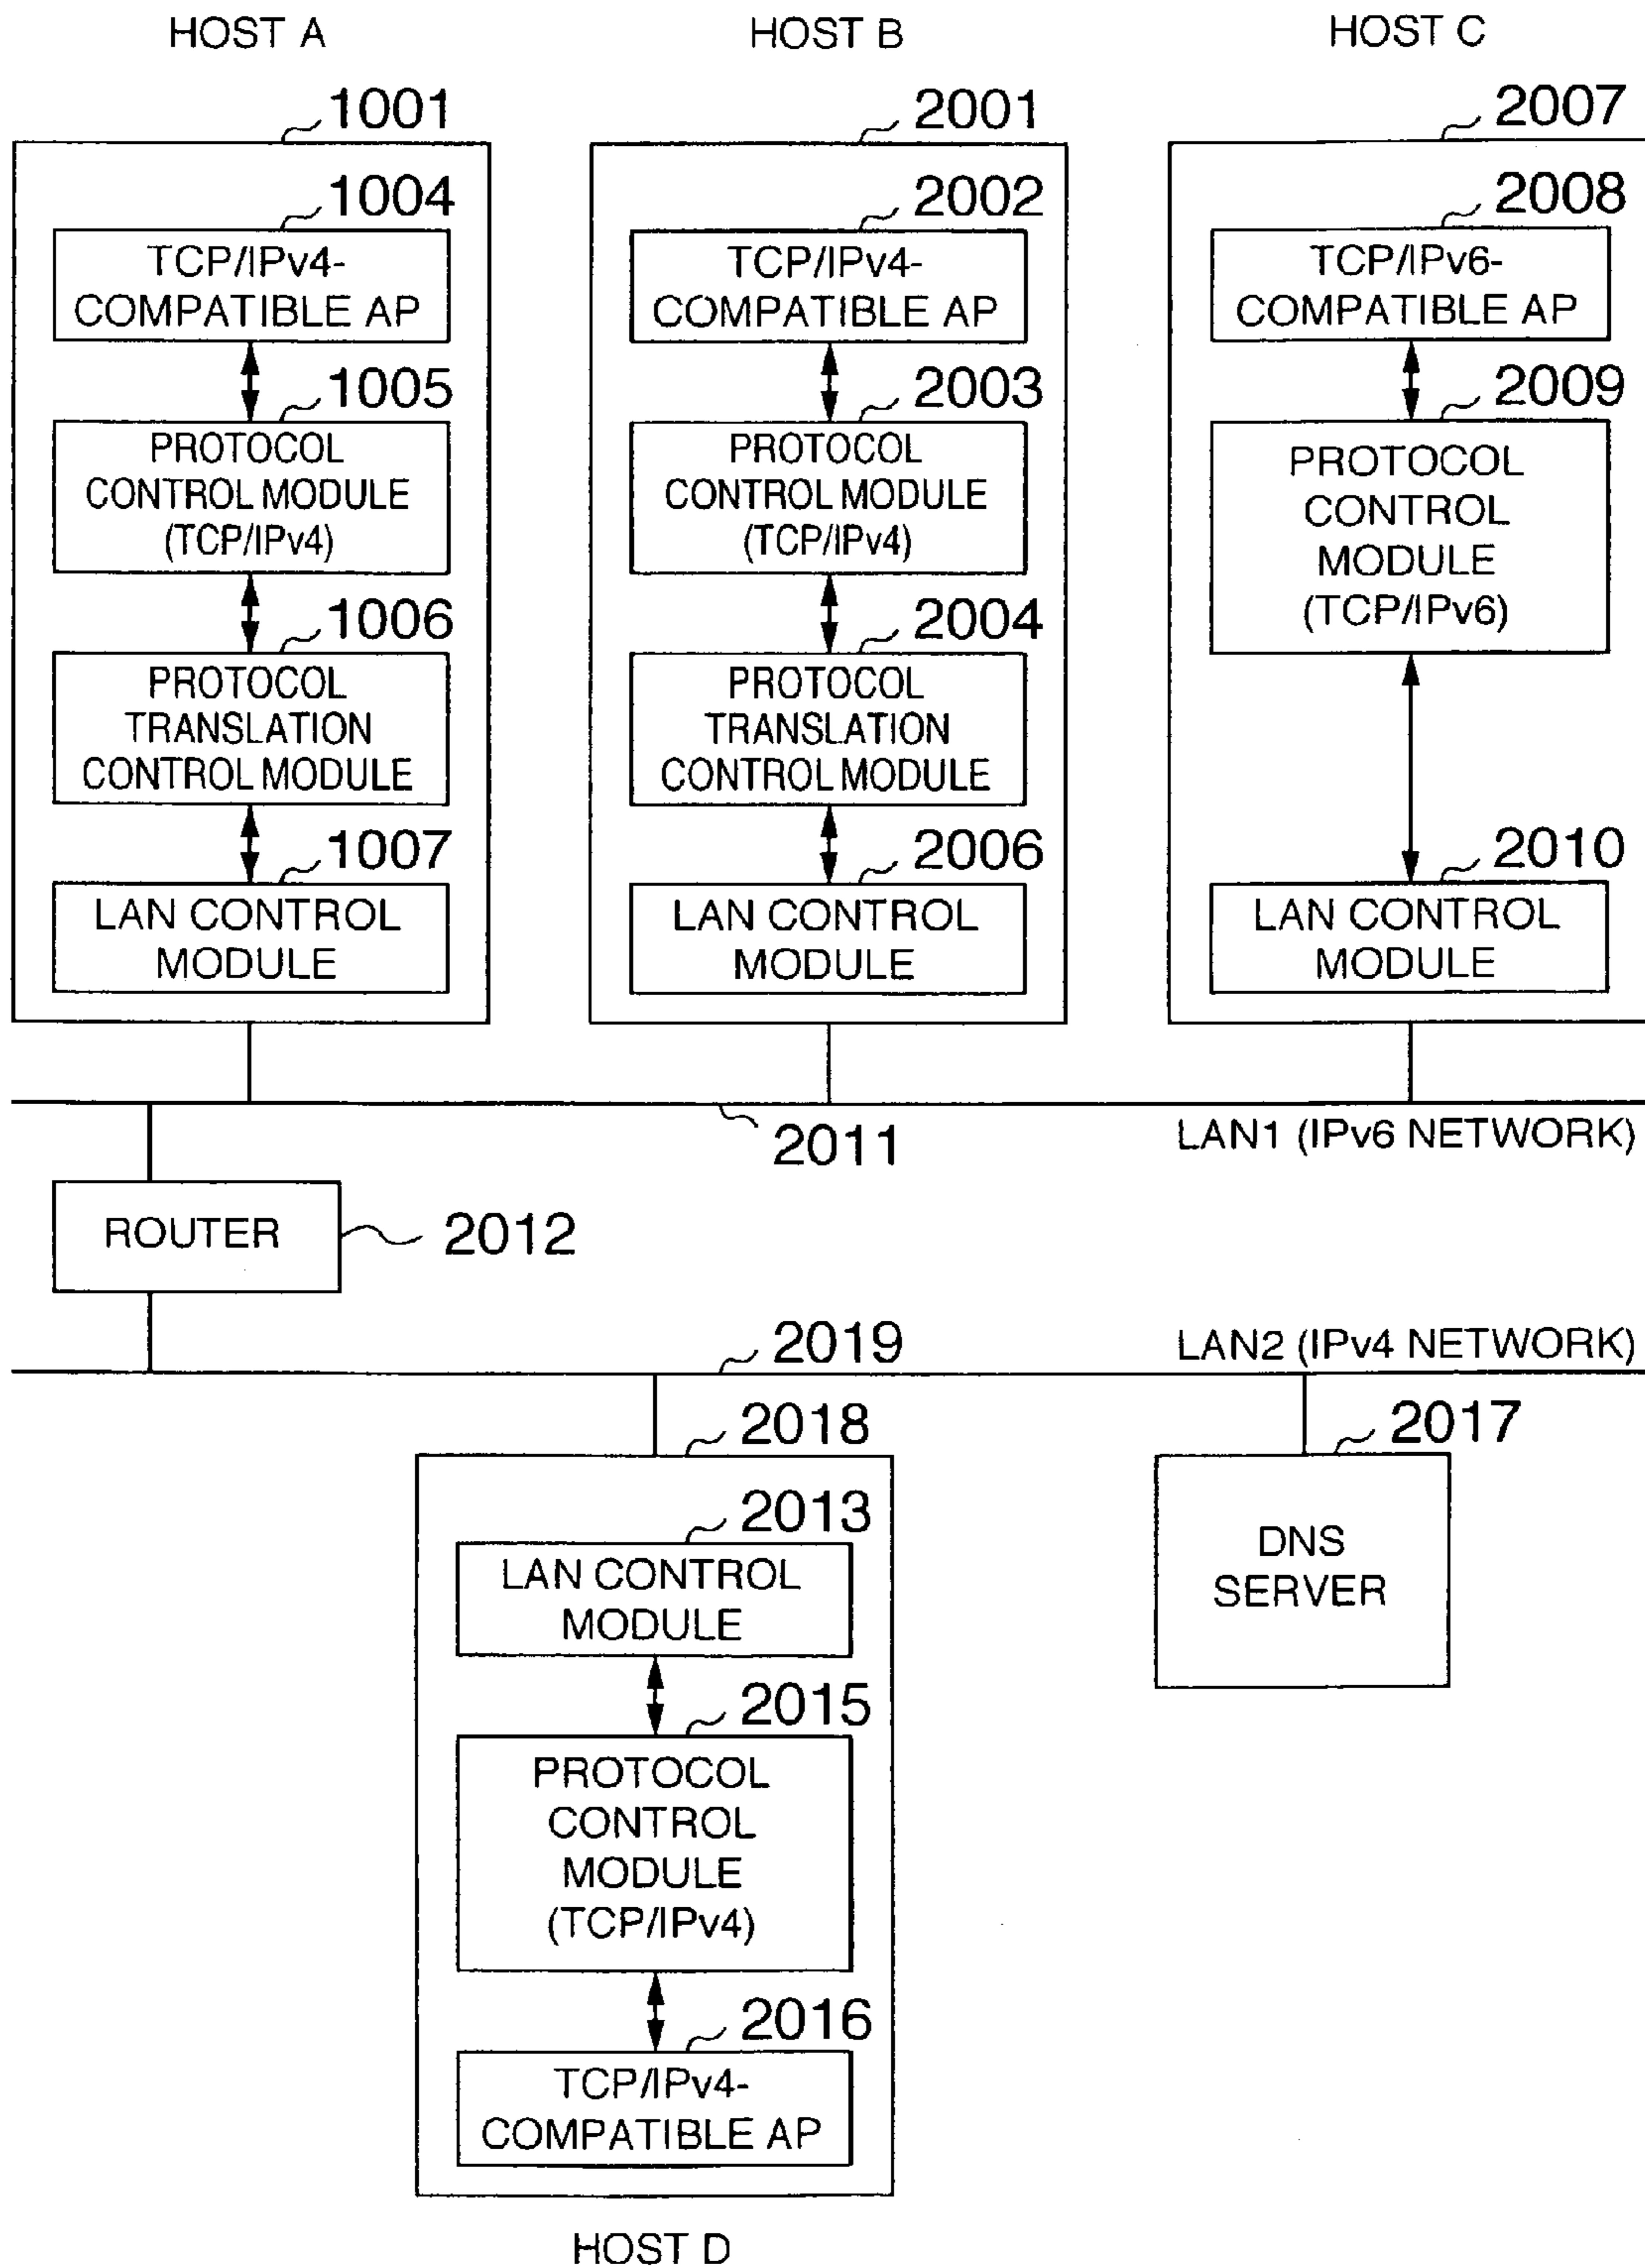 HOST A
HOST B
HOST C
1001
2001
2007
1004
TCP/IPv4-
COMPATIBLE AP
1005
PROTOCOL
CONTROL MODULE
(TCP/IPv4)
1006
PROTOCOL
TRANSLATION
CONTROL MODULE
1007
LAN CONTROL
MODULE
2002
TCP/IPv4-
COMPATIBLE AP
2003
PROTOCOL
CONTROL MODULE
(TCP/IPv4)
2004
PROTOCOL
TRANSLATION
CONTROL MODULE
2006
LAN CONTROL
MODULE
2008
TCP/IPv6-
COMPATIBLE AP
2009
PROTOCOL
CONTROL
MODULE
(TCP/IPv6)
2010
LAN CONTROL
MODULE
2011
LAN1 (IPv6 NETWORK)
ROUTER
2012
2019
LAN2 (IPv4 NETWORK)
2018
2013
LAN CONTROL
MODULE
2015
PROTOCOL
CONTROL
MODULE
(TCP/IPv4)
2016
TCP/IPv4-
COMPATIBLE AP
2017
DNS
SERVER
HOST D